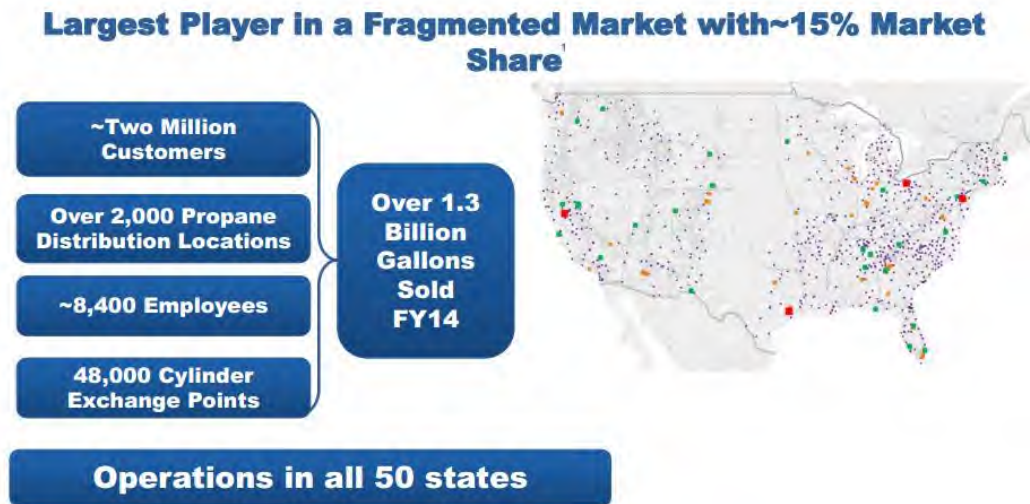 Largest Player in a Fragmented Market with~15% Market
Share¹
~Two Million
Customers
Over 2,000 Propane
Distribution Locations
~8,400 Employees
48,000 Cylinder
Exchange Points
Over 1.3
Billion
Gallons
Sold
FY14
Operations in all 50 states